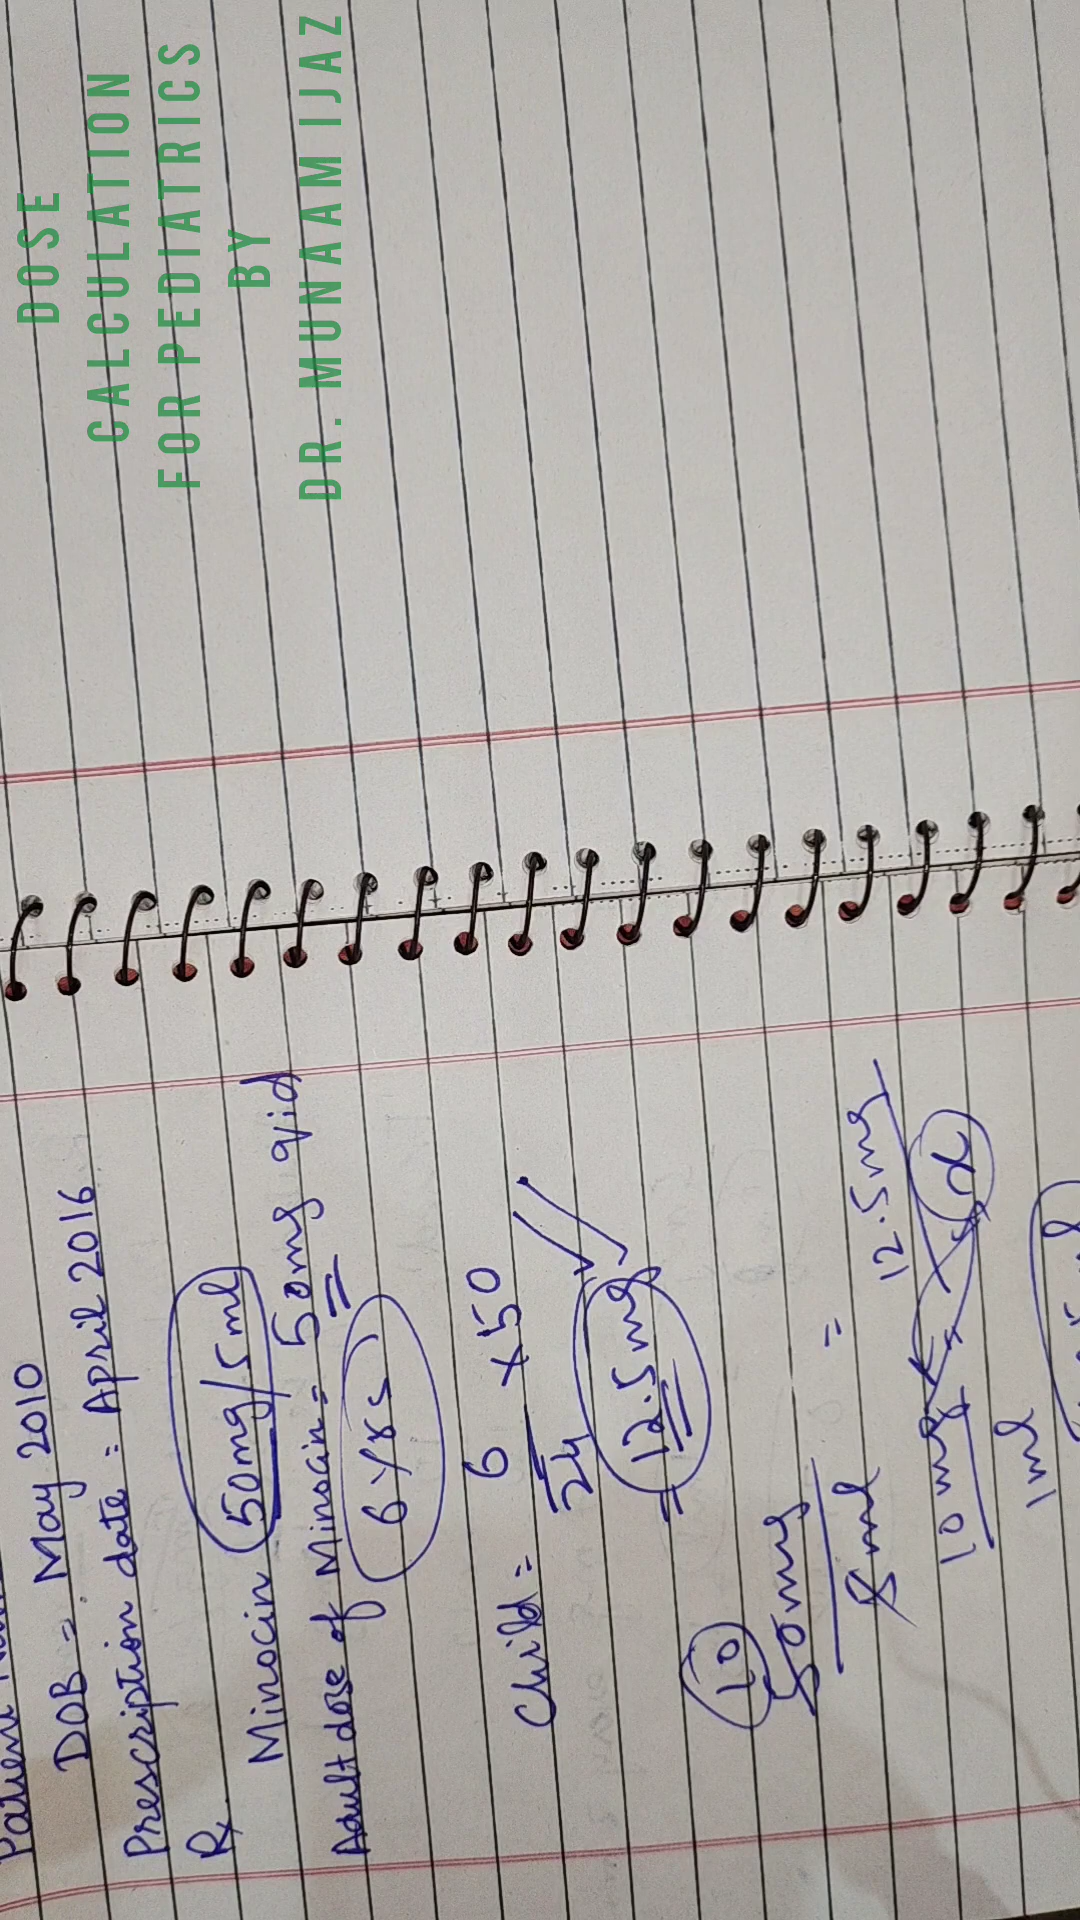 DOSE
CALCULATION
FOR PEDIATRICS
BY
DR. MUNAAM IJAZ
Patient
DOB = May 2010
Prescription date : April 2016
Rx
Minocin 50mg/5ml
Adult dose of Minocin = 50mg qid
6 yrs
Child = 6/24 x 50
= 12.5mg
10
50mg/5ml = 12.5mg/x
10mg
1ml